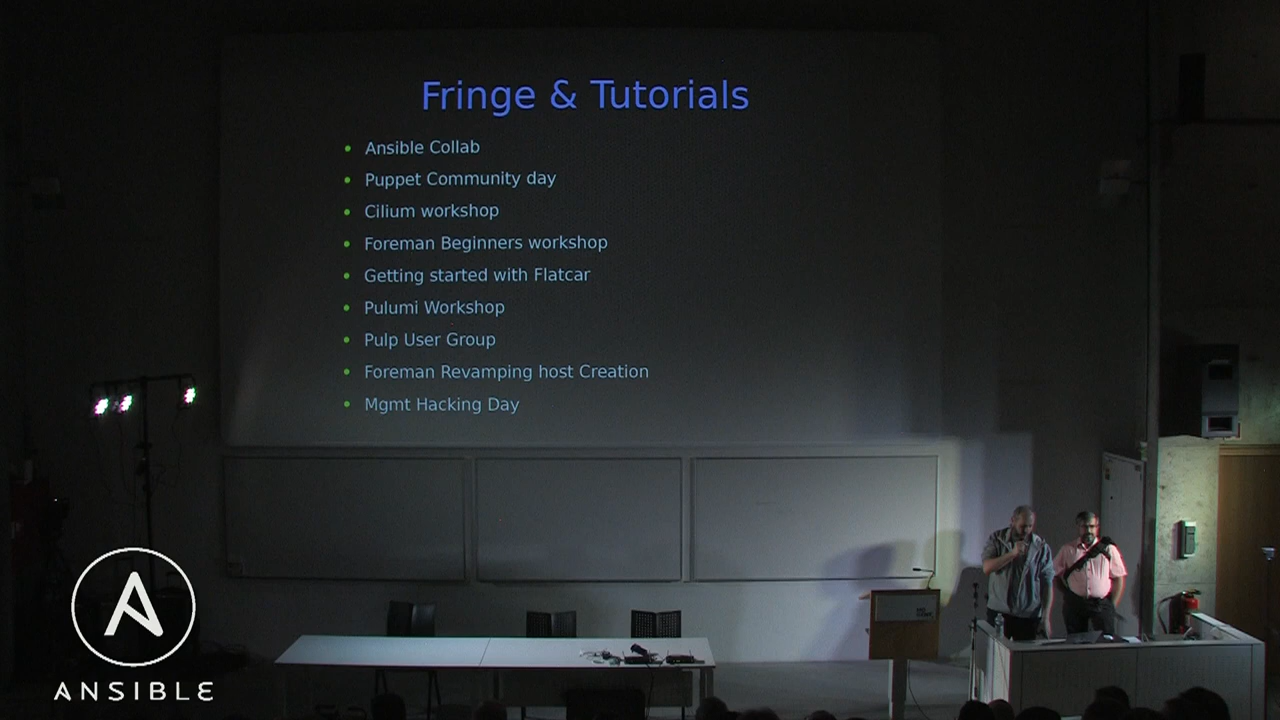 Fringe & Tutorials
Ansible Collab
Puppet Community day
Cilium workshop
Foreman Beginners workshop
Getting started with Flatcar
Pulumi Workshop
Pulp User Group
Foreman Revamping host Creation
Mgmt Hacking Day
ANSIBLE